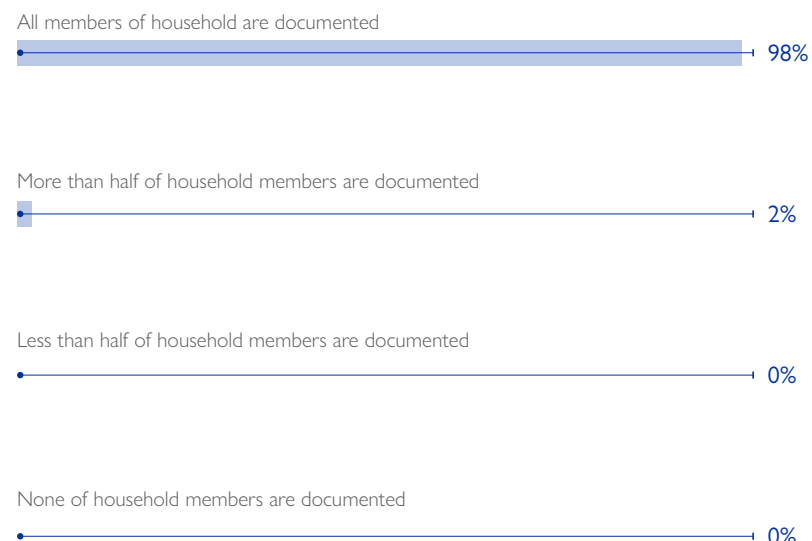 All members of household are documented
98%
More than half of household members are documented
2%
Less than half of household members are documented
0%
None of household members are documented
0%